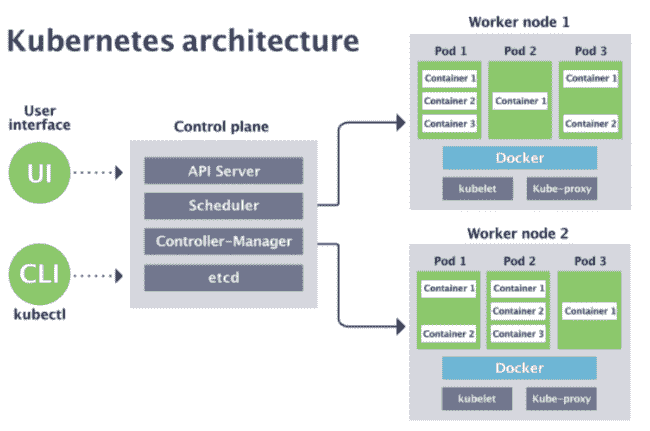 Kubernetes architecture
User
interface
UI
CLI
kubectl
Control plane
API Server
Scheduler
Controller-Manager
etcd
Worker node 1
Pod 1
Container 1
Container 2
Container 3
Pod 2
Container 1
Pod 3
Container 1
Container 2
Docker
kubelet
Kube-proxy
Worker node 2
Pod 1
Container 1
Container 2
Pod 2
Container 1
Container 2
Container 3
Pod 3
Container 1
Docker
kubelet
Kube-proxy